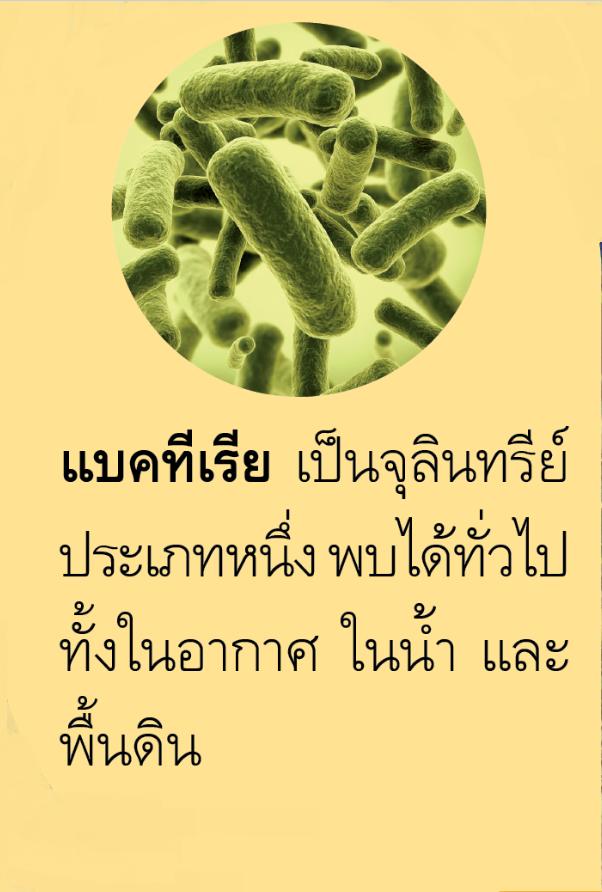 แบคทีเรีย เป็นจุลินทรีย์
ประเภทหนึ่ง พบได้ทั่วไป
ทั้งในอากาศ ในน้ำ และ
พื้นดิน